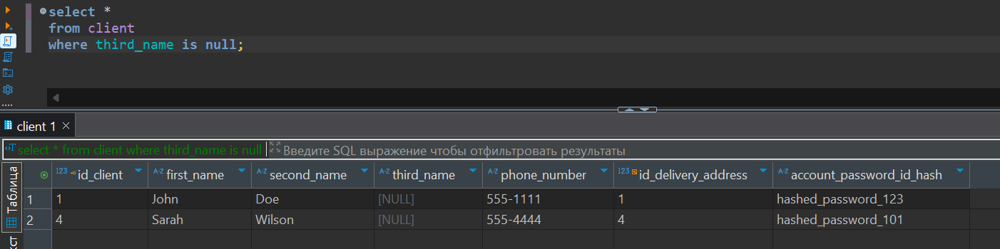 select *
from client
where third_name is null;
client 1
select * from client where third_name is null Введите SQL выражение чтобы отфильтровать результаты
Таблица
123 id_client A-Z first_name A-Z second_name A-Z third_name A-Z phone_number 123 id_delivery_address A-Z account_password_id_hash
1 1 John Doe [NULL] 555-1111 1 hashed_password_123
2 4 Sarah Wilson [NULL] 555-4444 4 hashed_password_101